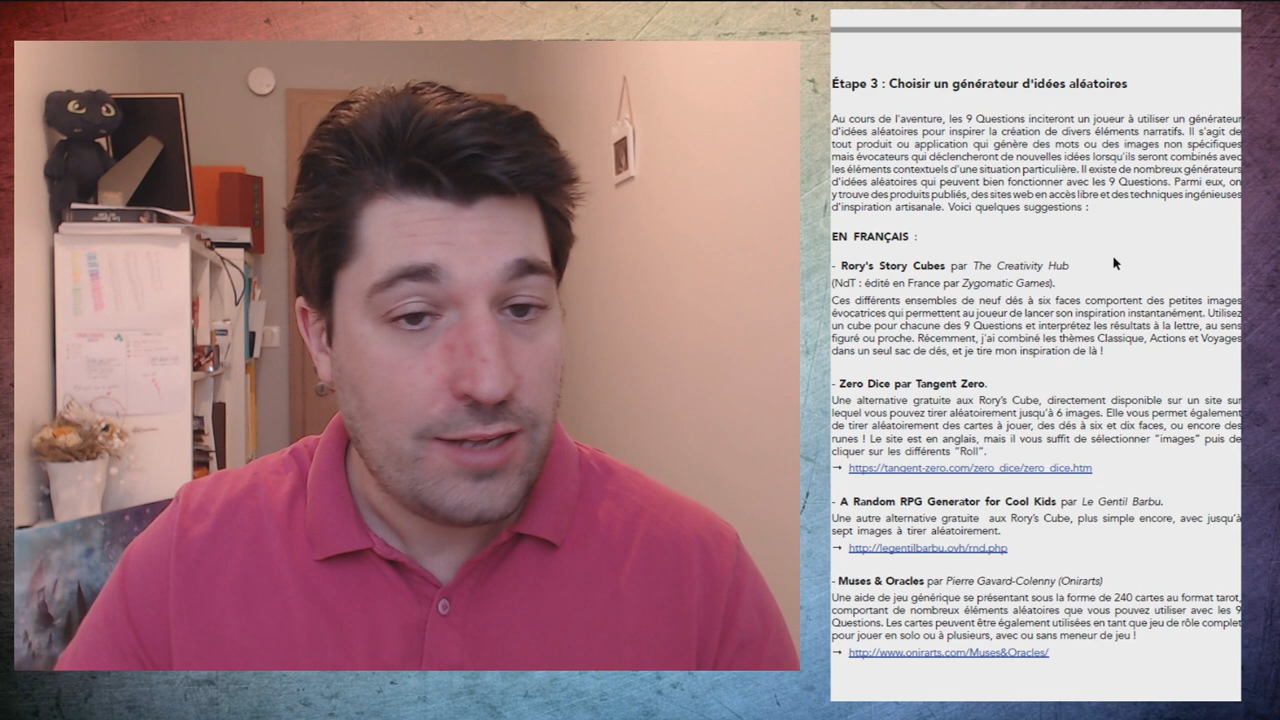 Étape 3 : Choisir un générateur d'idées aléatoires
Au cours de l'aventure, les 9 Questions inciteront un joueur à utiliser un générateur
d'idées aléatoires pour inspirer la création de divers éléments narratifs. Il s'agit de
tout produit ou application qui génère des mots ou des images non spécifiques
mais évocateurs qui déclencheront de nouvelles idées lorsqu'ils seront combinés avec
les éléments contextuels d'une situation particulière. Il existe de nombreux générateurs
d'idées aléatoires qui peuvent bien fonctionner avec les 9 Questions. Parmi eux, on
y trouve des produits publiés, des sites web en accès libre et des techniques ingénieuses
d'inspiration artisanale. Voici quelques suggestions :
EN FRANÇAIS :
- Rory's Story Cubes par The Creativity Hub
(NdT : édité en France par Zygomatic Games).
Ces différents ensembles de neuf dés à six faces comportent des petites images
évocatrices qui permettent au joueur de lancer son inspiration instantanément. Utilisez
un cube pour chacune des 9 Questions et interprétez les résultats à la lettre, au sens
figuré ou proche. Récemment, j'ai combiné les thèmes Classique, Actions et Voyages
dans un seul sac de dés, et je tire mon inspiration de là !
- Zero Dice par Tangent Zero.
Une alternative gratuite aux Rory's Cube, directement disponible sur un site sur
lequel vous pouvez tirer aléatoirement jusqu'à 6 images. Elle vous permet également
de tirer aléatoirement des cartes à jouer, des dés à six et dix faces, ou encore des
runes ! Le site est en anglais, mais il vous suffit de sélectionner "images" puis de
cliquer sur les différents "Roll".
→ https://tangent-zero.com/zero_dice/zero_dice.htm
- A Random RPG Generator for Cool Kids par Le Gentil Barbu.
Une autre alternative gratuite aux Rory's Cube, plus simple encore, avec jusqu'à
sept images à tirer aléatoirement.
→ http://legentilbarbu.ovh/rnd.php
- Muses & Oracles par Pierre Gavard-Colenny (Onirarts)
Une aide de jeu générique se présentant sous la forme de 240 cartes au format tarot,
comportant de nombreux éléments aléatoires que vous pouvez utiliser avec les 9
Questions. Les cartes peuvent être également utilisées en tant que jeu de rôle complet
pour jouer en solo ou à plusieurs, avec ou sans meneur de jeu !
→ http://www.onirarts.com/Muses&Oracles/